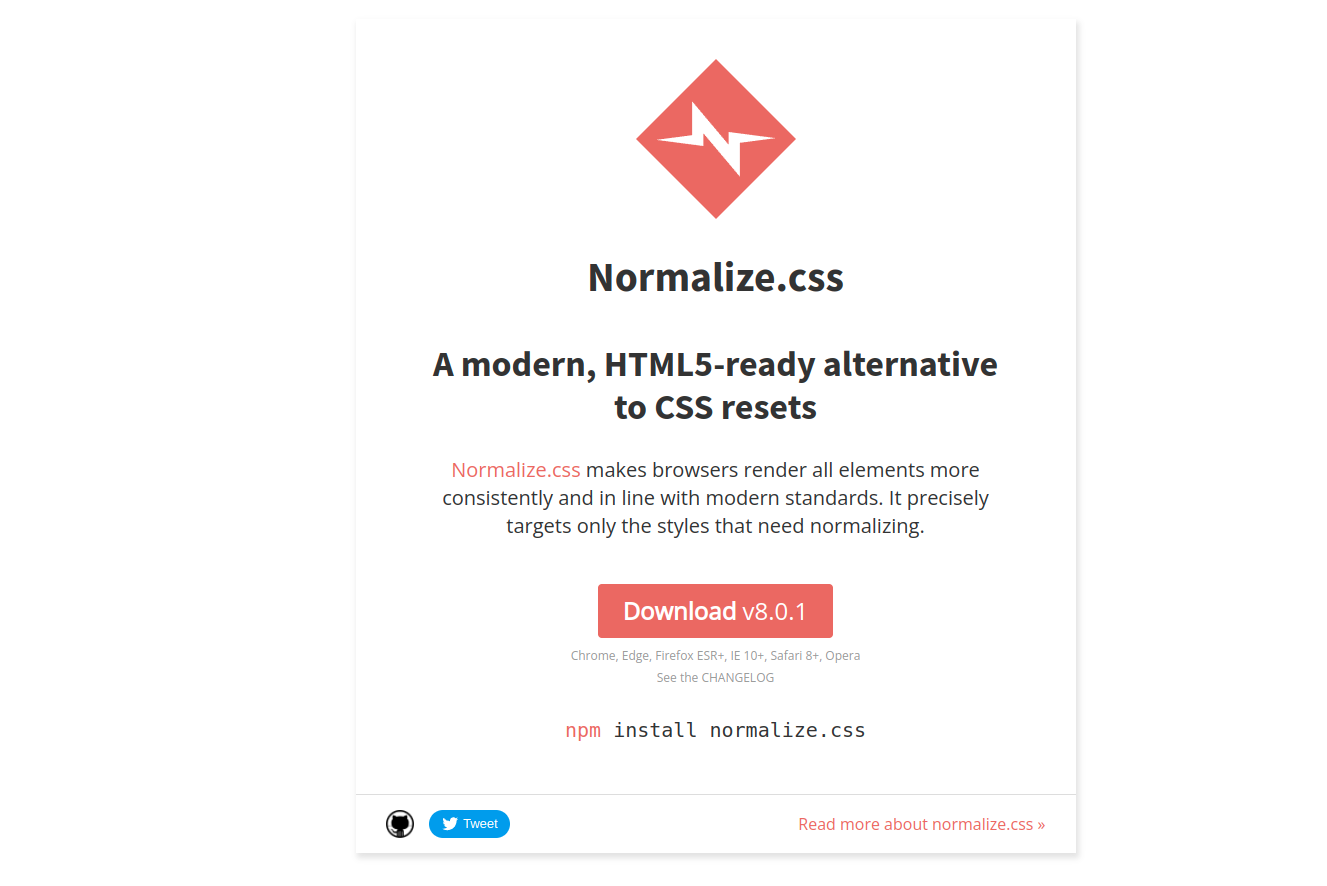 Normalize.css
A modern, HTML5-ready alternative
to CSS resets
Normalize.css makes browsers render all elements more
consistently and in line with modern standards. It precisely
targets only the styles that need normalizing.
Download v8.0.1
Chrome, Edge, Firefox ESR+, IE 10+, Safari 8+, Opera
See the CHANGELOG
npm install normalize.css
Tweet
Read more about normalize.css »